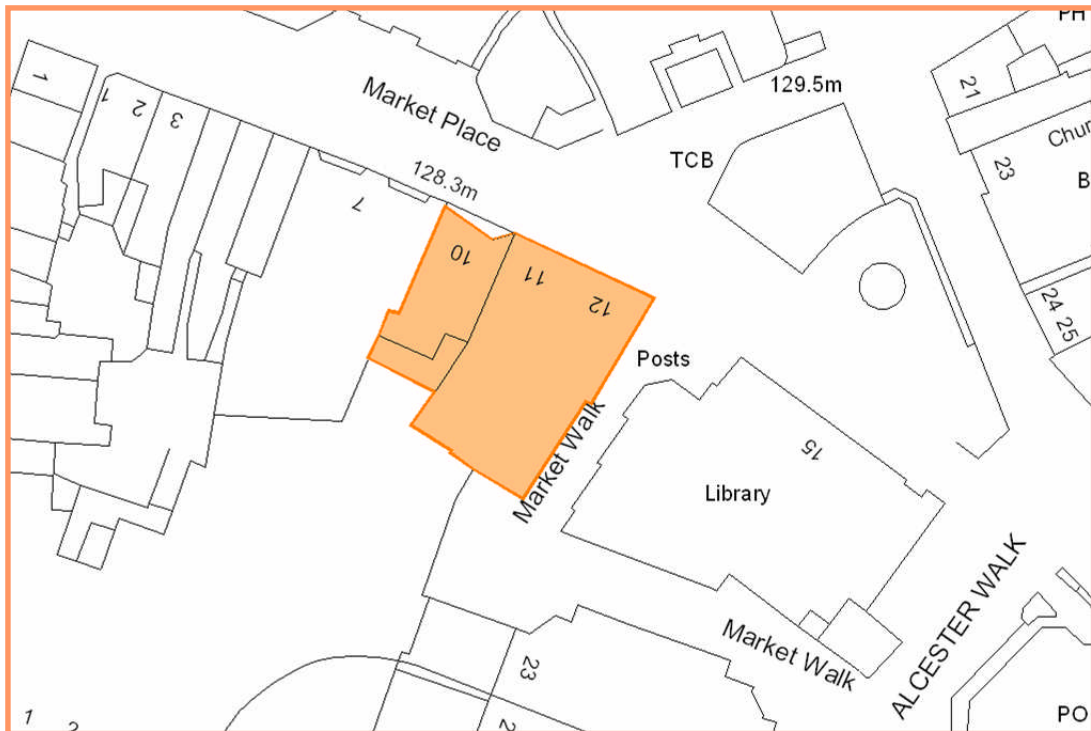 PH
1
1
2
3
Market Place
129.5m
21
TCB
Chur
23
B
128.3m
7
10
11
12
24
25
Posts
Market Walk
15
Library
ALCESTER WALK
Market Walk
23
2
1
2
PO